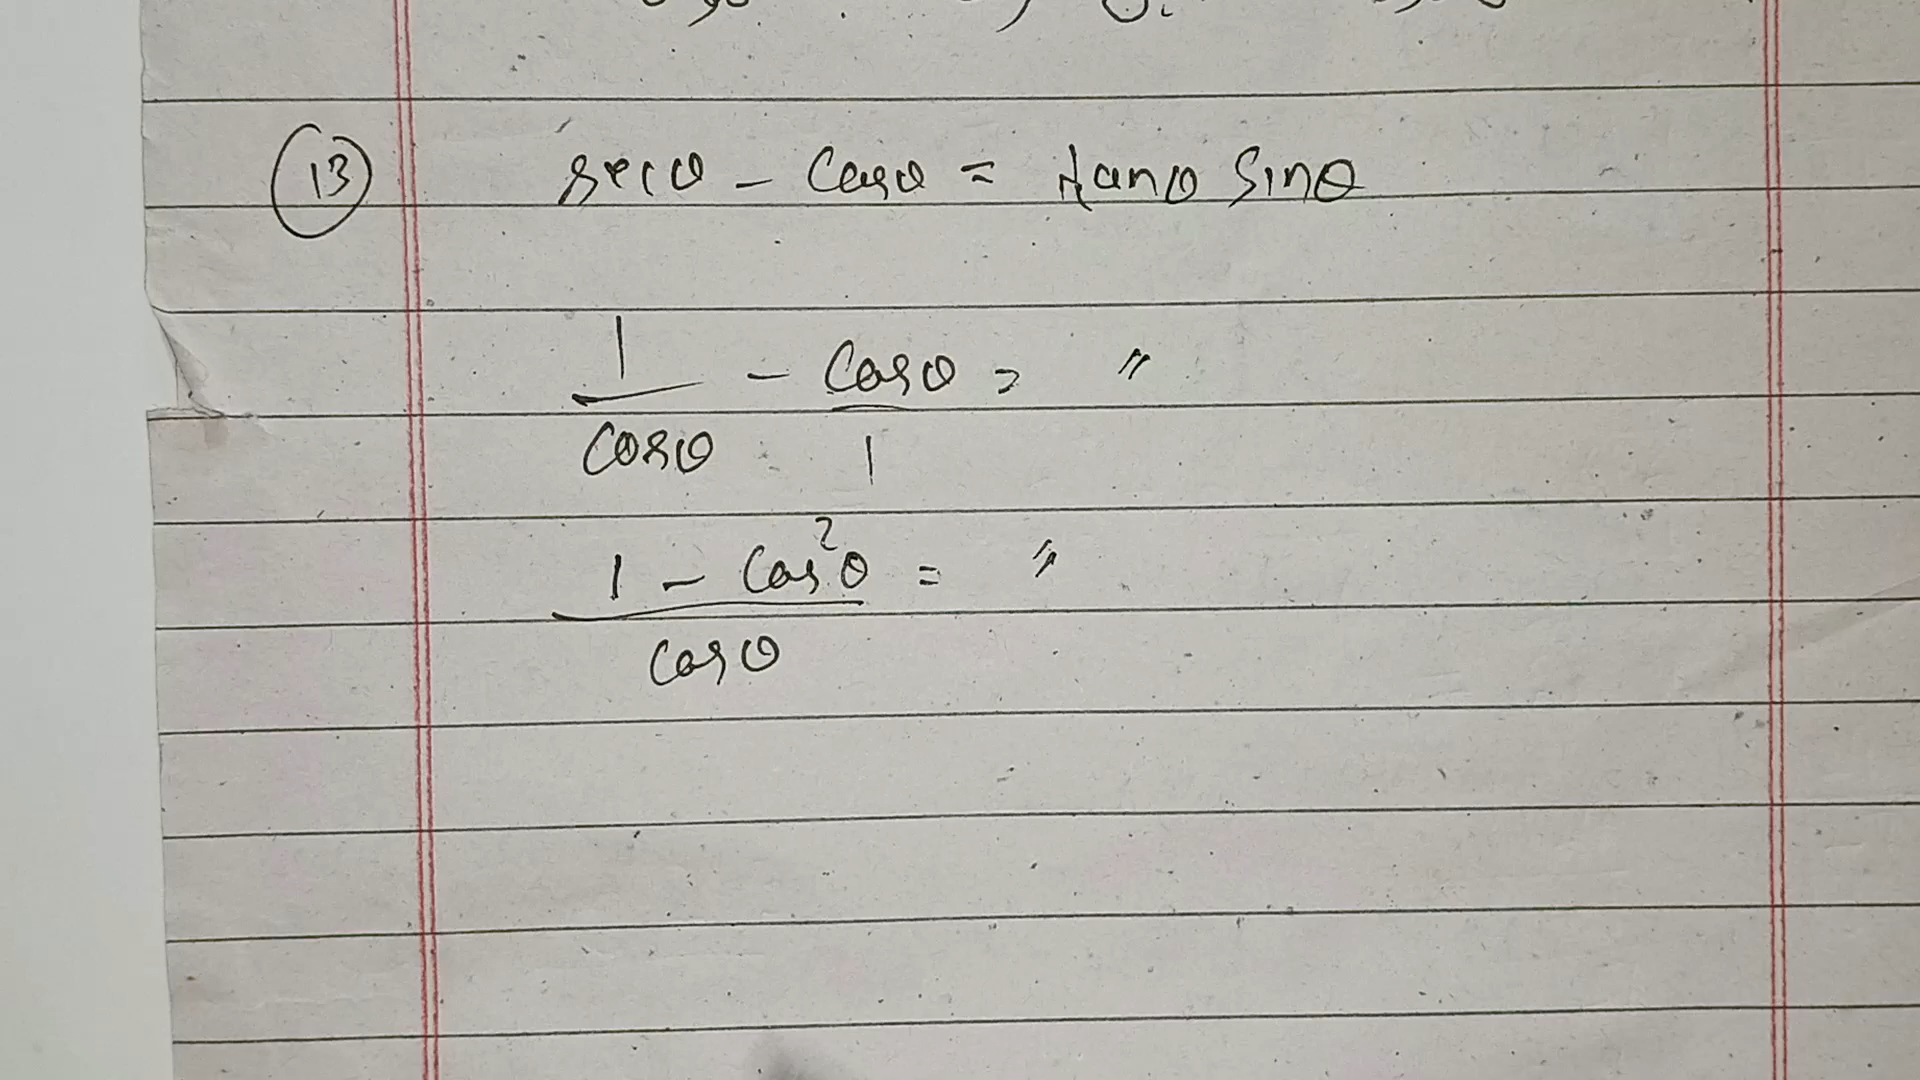 13 secθ - Cosθ = tanθ Sinθ
1/cosθ - Cosθ/1 = "
1 - Cos²θ / Cosθ = "